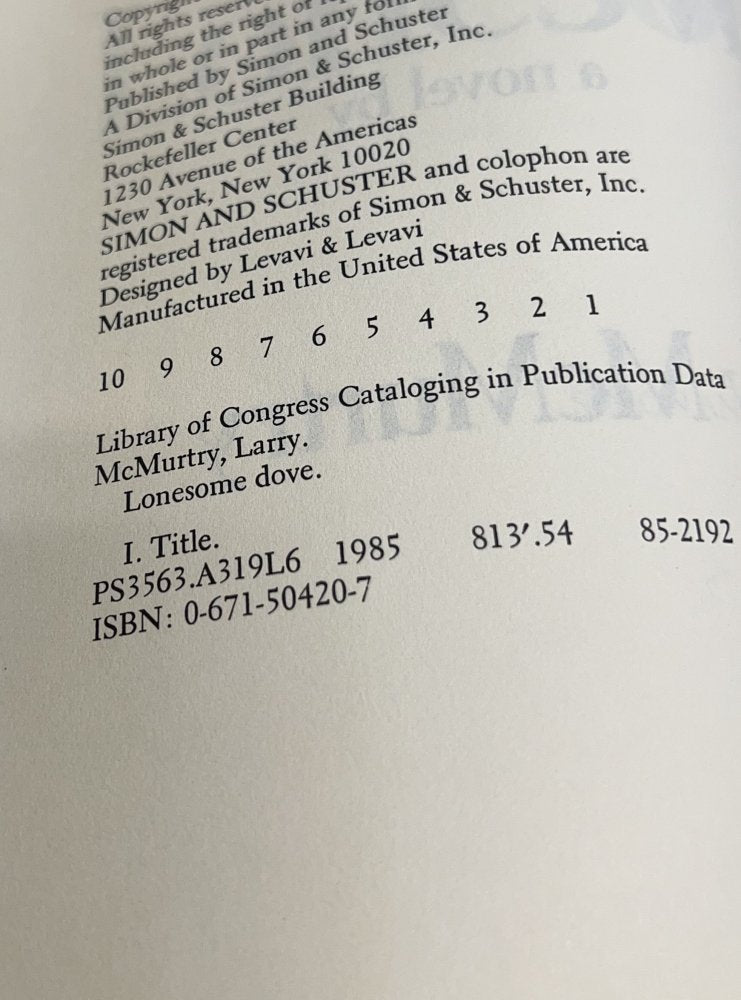 All rights
including the right of
in whole or in part in any
Published by Simon and Schuster
A Division of Simon & Schuster, Inc.
Simon & Schuster Building
Rockefeller Center
1230 Avenue of the Americas
New York, New York 10020
SIMON AND SCHUSTER and colophon are
registered trademarks of Simon & Schuster, Inc.
Designed by Levavi & Levavi
Manufactured in the United States of America
10 9 8 7 6 5 4 3 2 1
Library of Congress Cataloging in Publication Data
McMurtry, Larry.
Lonesome dove.
I. Title.
PS3563.A319L6 1985 813′.54 85-2192
ISBN: 0-671-50420-7